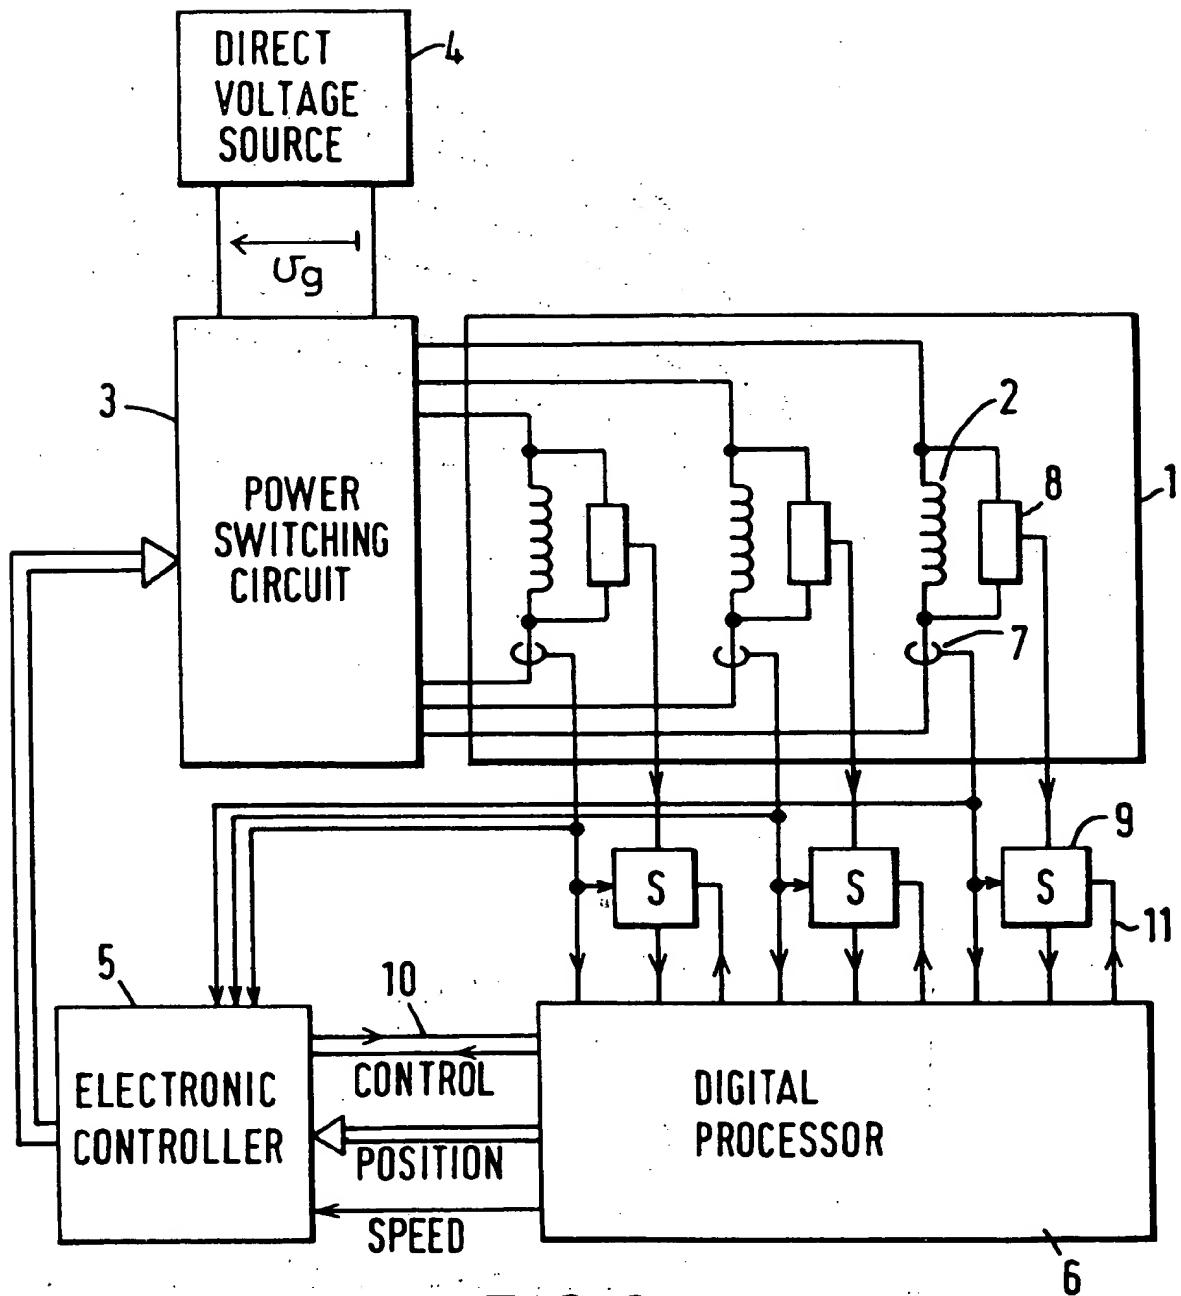 DIRECT
VOLTAGE
SOURCE
4
υg
3
POWER
SWITCHING
CIRCUIT
2
8
1
7
9
S
S
S
11
5
10
ELECTRONIC
CONTROLLER
CONTROL
POSITION
SPEED
DIGITAL
PROCESSOR
6